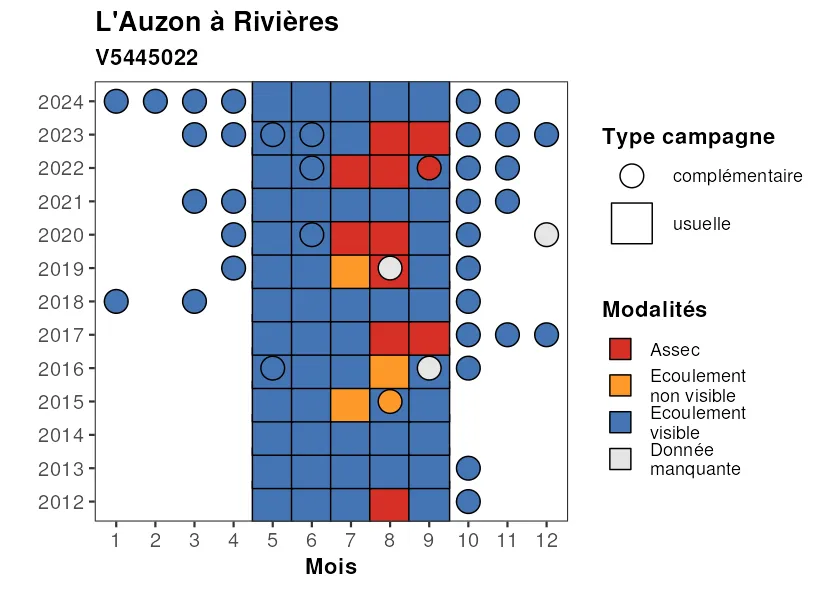 L'Auzon à Rivières
V5445022
2024
2023
2022
2021
2020
2019
2018
2017
2016
2015
2014
2013
2012
1 2 3 4 5 6 7 8 9 10 11 12
Mois
Type campagne
complémentaire
usuelle
Modalités
Assec
Ecoulement
non visible
Ecoulement
visible
Donnée
manquante